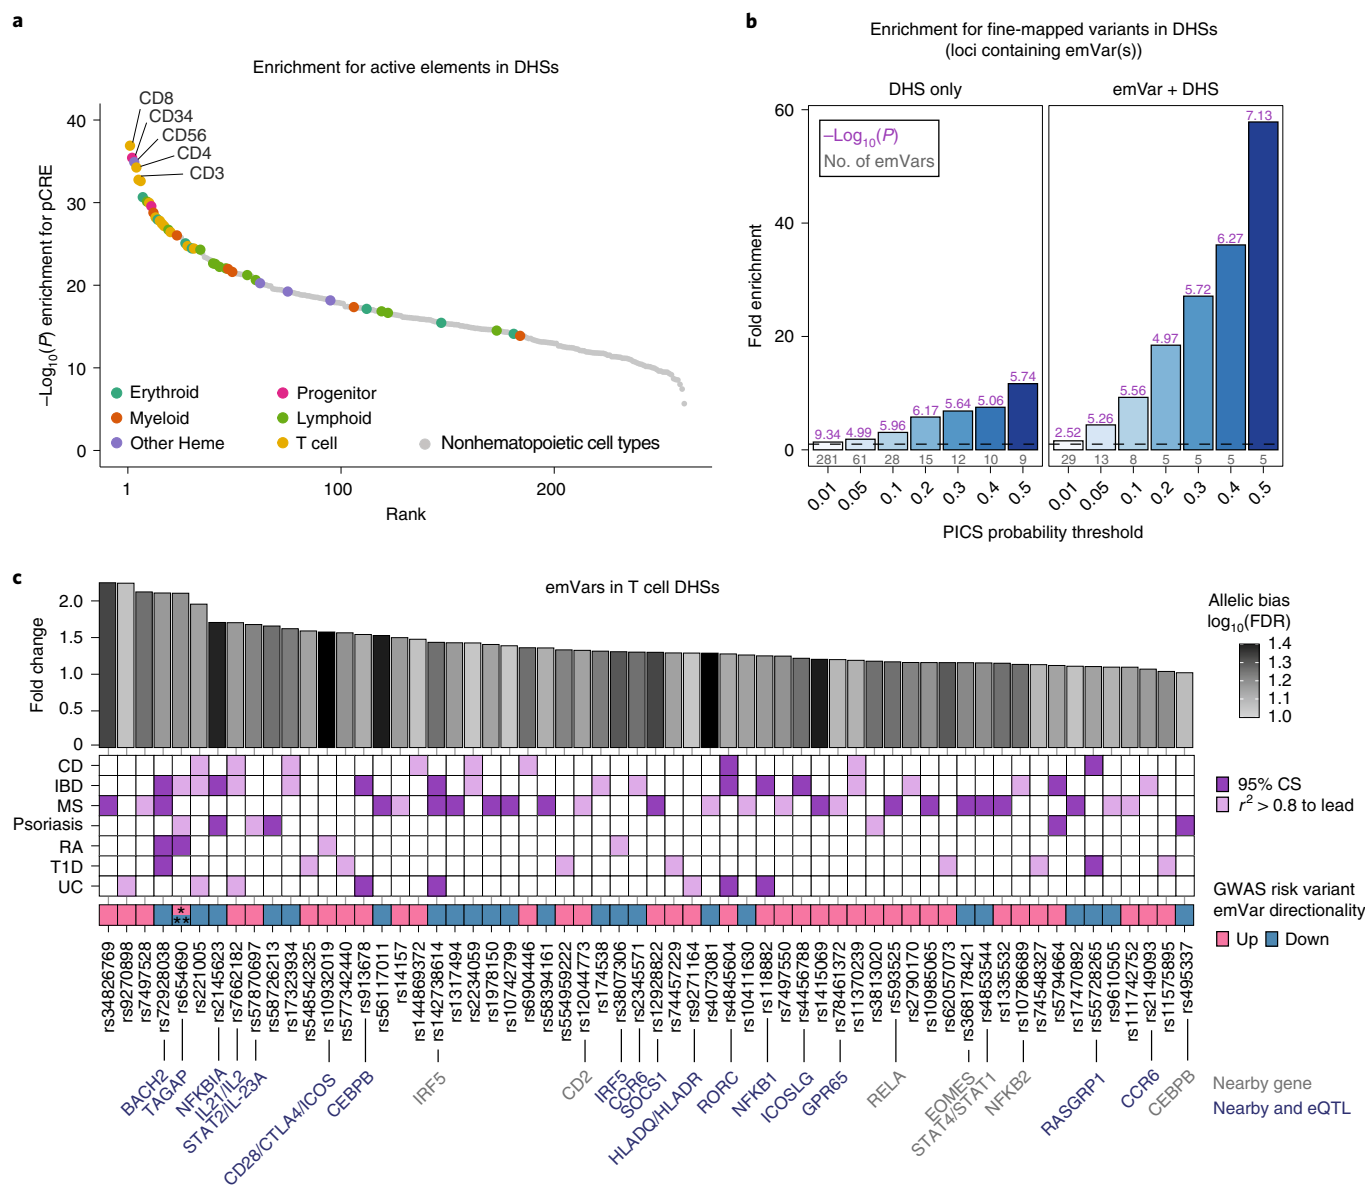 a
Enrichment for active elements in DHSs
CD8
CD34
CD56
CD4
CD3
40
30
20
10
0
–Log10(P) enrichment for pCRE
Erythroid
Myeloid
Other Heme
Progenitor
Lymphoid
T cell
Nonhematopoietic cell types
1
100
200
Rank
b
Enrichment for fine-mapped variants in DHSs
(loci containing emVar(s))
DHS only
emVar + DHS
–Log10(P)
No. of emVars
60
40
20
0
Fold enrichment
9.34 4.99 5.96 6.17 5.64 5.06 5.74
281 61 28 15 12 10 9
2.52 5.26 5.56 4.97 5.72 6.27 7.13
29 13 8 5 5 5 5
0.01 0.05 0.1 0.2 0.3 0.4 0.5
0.01 0.05 0.1 0.2 0.3 0.4 0.5
PICS probability threshold
c
emVars in T cell DHSs
Fold change
2.0
1.5
1.0
0.5
0
Allelic bias
log10(FDR)
1.4
1.3
1.2
1.1
1.0
CD
IBD
MS
Psoriasis
RA
T1D
UC
95% CS
r2 > 0.8 to lead
GWAS risk variant
emVar directionality
Up
Down
*
**
rs34826769
rs9270898
rs7497528
rs72928038
rs654690
rs221005
rs2145623
rs7662182
rs57870697
rs58726213
rs17323934
rs548542325
rs10932019
rs577342440
rs913678
rs56117011
rs14157
rs144869372
rs142738614
rs1317494
rs2234059
rs1978150
rs10742799
rs6904446
rs58394161
rs554959222
rs12044773
rs174538
rs3807306
rs2345571
rs12928822
rs74457229
rs9271164
rs4073081
rs4845604
rs10411630
rs1118882
rs7497550
rs4456788
rs1415069
rs78461372
rs11370239
rs3813020
rs593525
rs2790170
rs10985065
rs62057073
rs368178421
rs4853544
rs1335532
rs10786689
rs74548327
rs5794664
rs17470892
rs55728265
rs9610504
rs111742752
rs2149093
rs11575895
rs495337
BACH2
TAGAP
NFKBIA
IL21/IL2
STAT2/IL-23A
CD28/CTLA4/ICOS
CEBPB
IRF5
CD2
IRF5
CCR6
SOCS1
HLADQ/HLADR
RORC
NFKB1
ICOSLG
GPR65
RELA
EOMES
STAT4/STAT1
NFKB2
RASGRP1
CCR6
CEBPB
Nearby gene
Nearby and eQTL